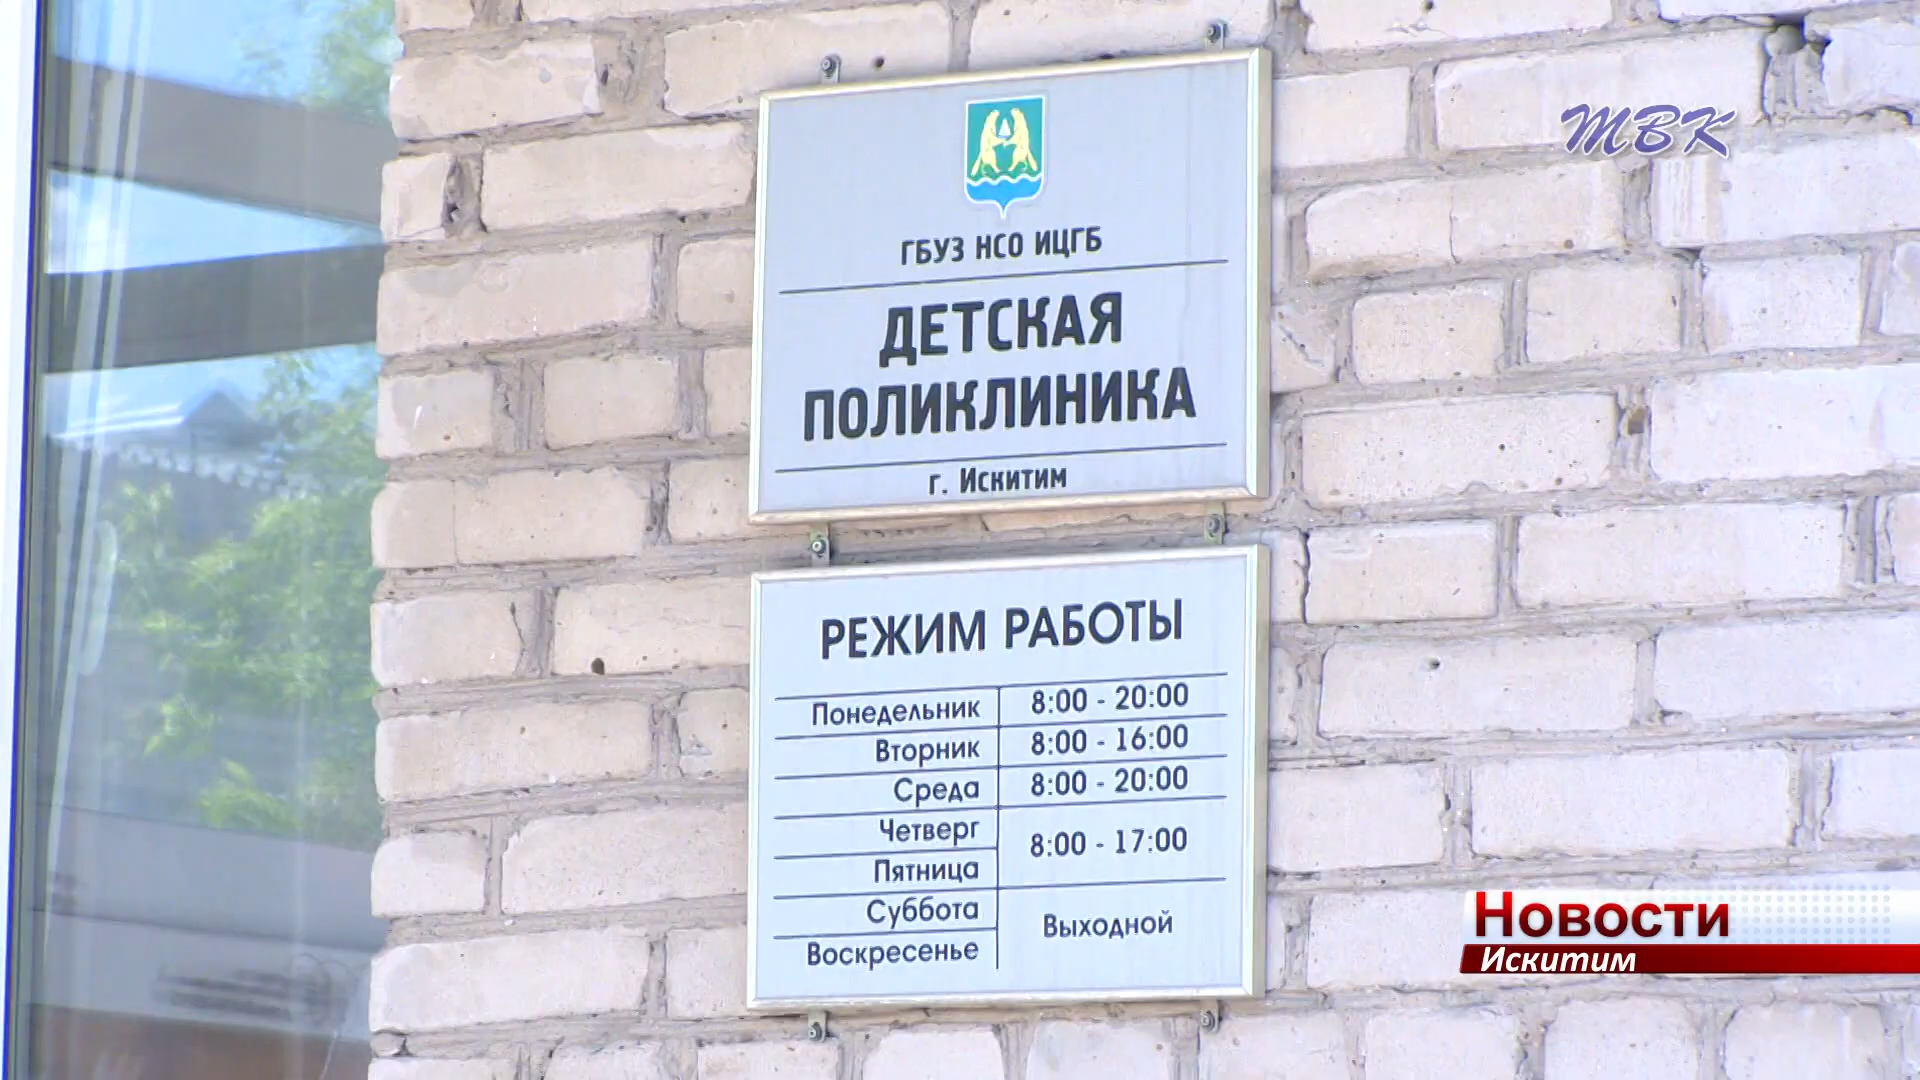 ТВК
ГБУЗ НСО ИЦГБ
ДЕТСКАЯ
ПОЛИКЛИНИКА
г. Искитим
РЕЖИМ РАБОТЫ
Понедельник 8:00 - 20:00
Вторник 8:00 - 16:00
Среда 8:00 - 20:00
Четверг
Пятница
8:00 - 17:00
Суббота
Воскресенье
Выходной
Новости
Искитим